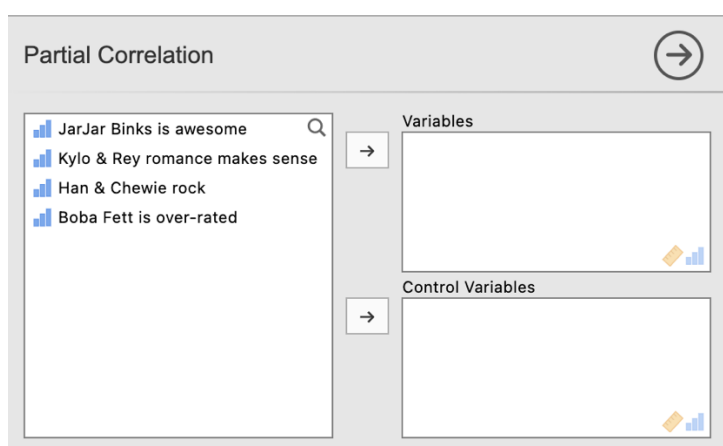 Partial Correlation
JarJar Binks is awesome
Kylo & Rey romance makes sense
Han & Chewie rock
Boba Fett is over-rated
Variables
Control Variables